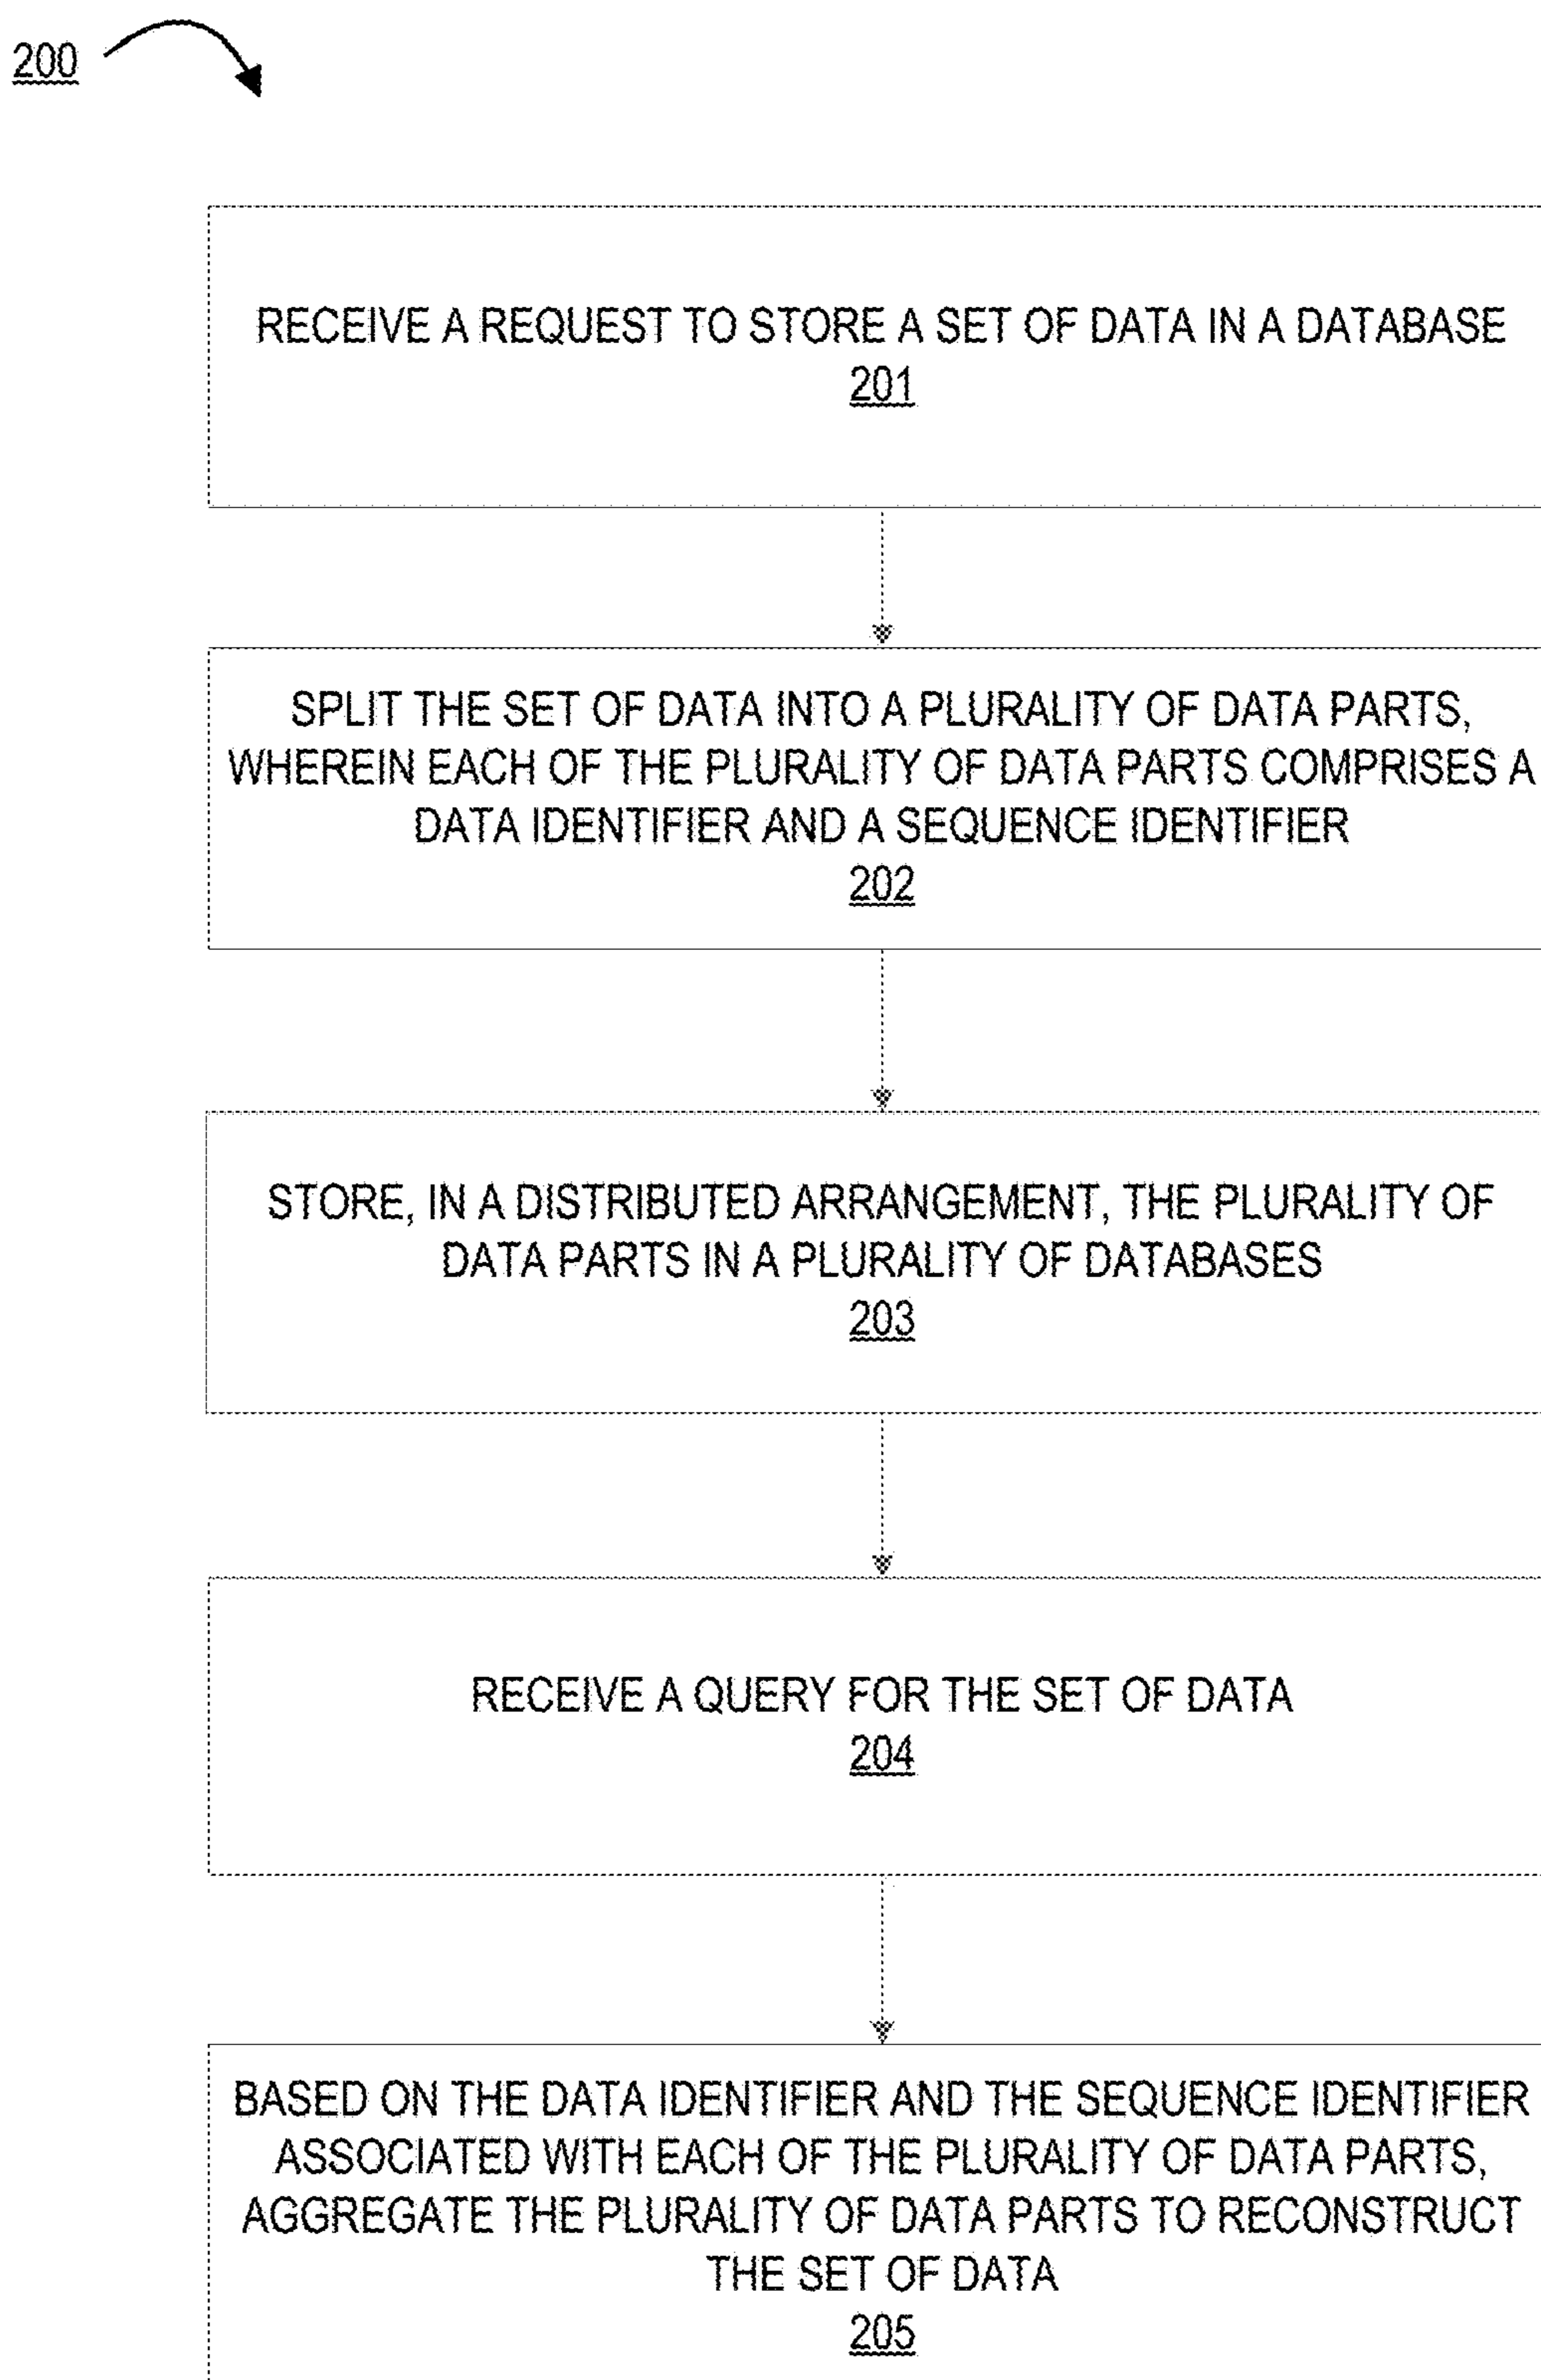 200
RECEIVE A REQUEST TO STORE A SET OF DATA IN A DATABASE
201
SPLIT THE SET OF DATA INTO A PLURALITY OF DATA PARTS,
WHEREIN EACH OF THE PLURALITY OF DATA PARTS COMPRISES A
DATA IDENTIFIER AND A SEQUENCE IDENTIFIER
202
STORE, IN A DISTRIBUTED ARRANGEMENT, THE PLURALITY OF
DATA PARTS IN A PLURALITY OF DATABASES
203
RECEIVE A QUERY FOR THE SET OF DATA
204
BASED ON THE DATA IDENTIFIER AND THE SEQUENCE IDENTIFIER
ASSOCIATED WITH EACH OF THE PLURALITY OF DATA PARTS,
AGGREGATE THE PLURALITY OF DATA PARTS TO RECONSTRUCT
THE SET OF DATA
205